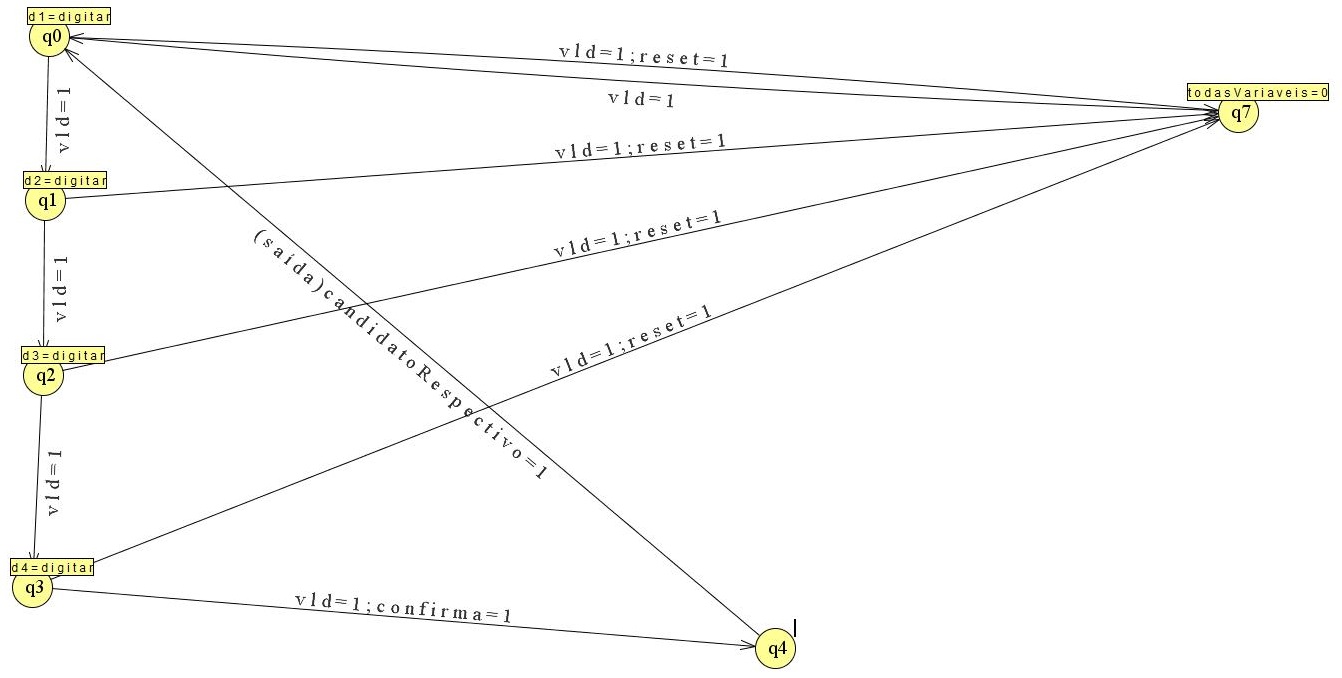 d1=digitar
q0
vld=1;reset=1
vld=1
todasVariaveis=0
q7
vld=1
vld=1;reset=1
d2=digitar
q1
vld=1;reset=1
(saída)candidatoRespectivo=1
vld=1
vld=1;reset=1
d3=digitar
q2
vld=1
d4=digitar
q3
vld=1;confirma=1
q4